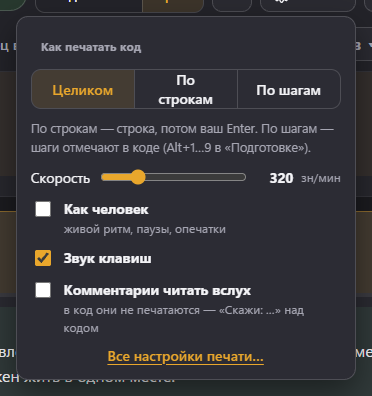 Как печатать код
Целиком
По строкам
По шагам
По строкам — строка, потом ваш Enter. По шагам —
шаги отмечают в коде (Alt+1…9 в «Подготовке»).
Скорость 320 зн/мин
Как человек
живой ритм, паузы, опечатки
Звук клавиш
Комментарии читать вслух
в код они не печатаются — «Скажи: …» над
кодом
Все настройки печати…